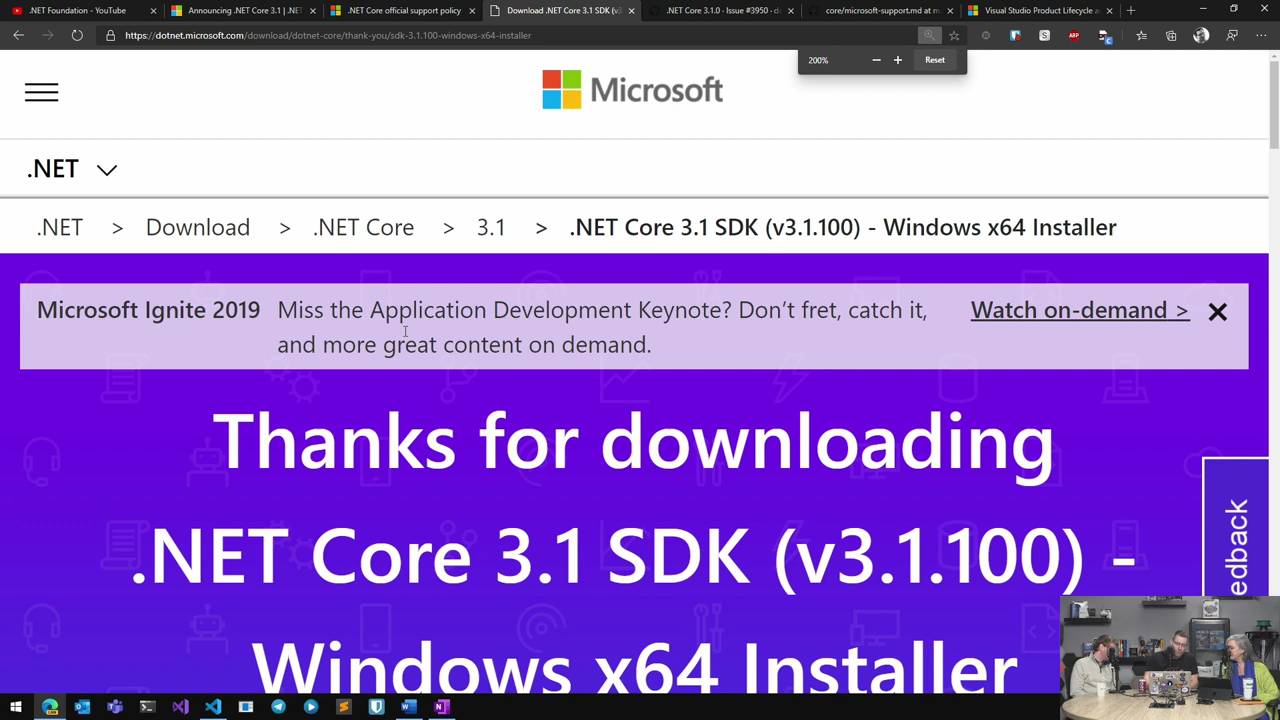 .NET Foundation - YouTube
Announcing .NET Core 3.1 | .NET
.NET Core official support policy
Download .NET Core 3.1 SDK (v3
.NET Core 3.1.0 · Issue #3950 · do
core/microsoft-support.md at m
Visual Studio Product Lifecycle a
https://dotnet.microsoft.com/download/dotnet-core/thank-you/sdk-3.1.100-windows-x64-installer
200%
Reset
Microsoft
.NET
.NET > Download > .NET Core > 3.1 > .NET Core 3.1 SDK (v3.1.100) - Windows x64 Installer
Microsoft Ignite 2019 Miss the Application Development Keynote? Don’t fret, catch it, Watch on-demand >
and more great content on demand.
Thanks for downloading
.NET Core 3.1 SDK (v3.1.100) -
Windows x64 Installer
edback